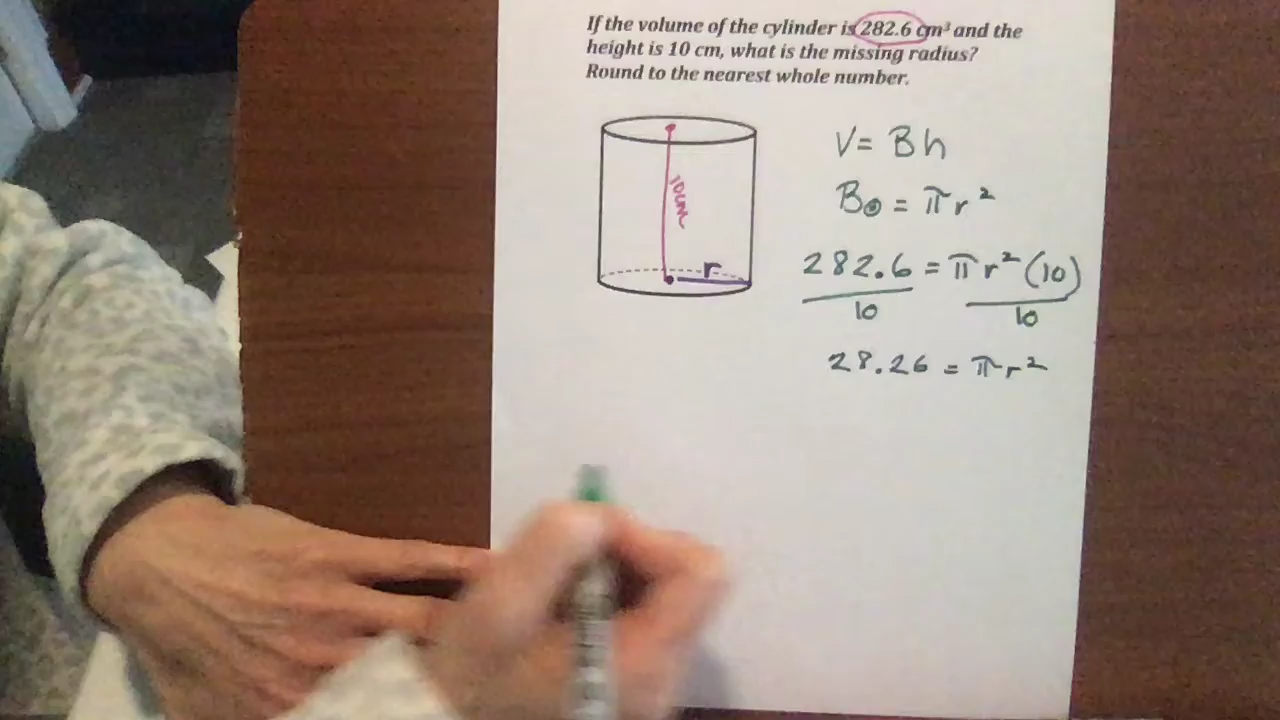 If the volume of the cylinder is 282.6 cm³ and the
height is 10 cm, what is the missing radius?
Round to the nearest whole number.
10cm
r
V = Bh
B⊙ = πr²
282.6 = πr²(10)
10 10
28.26 = πr²